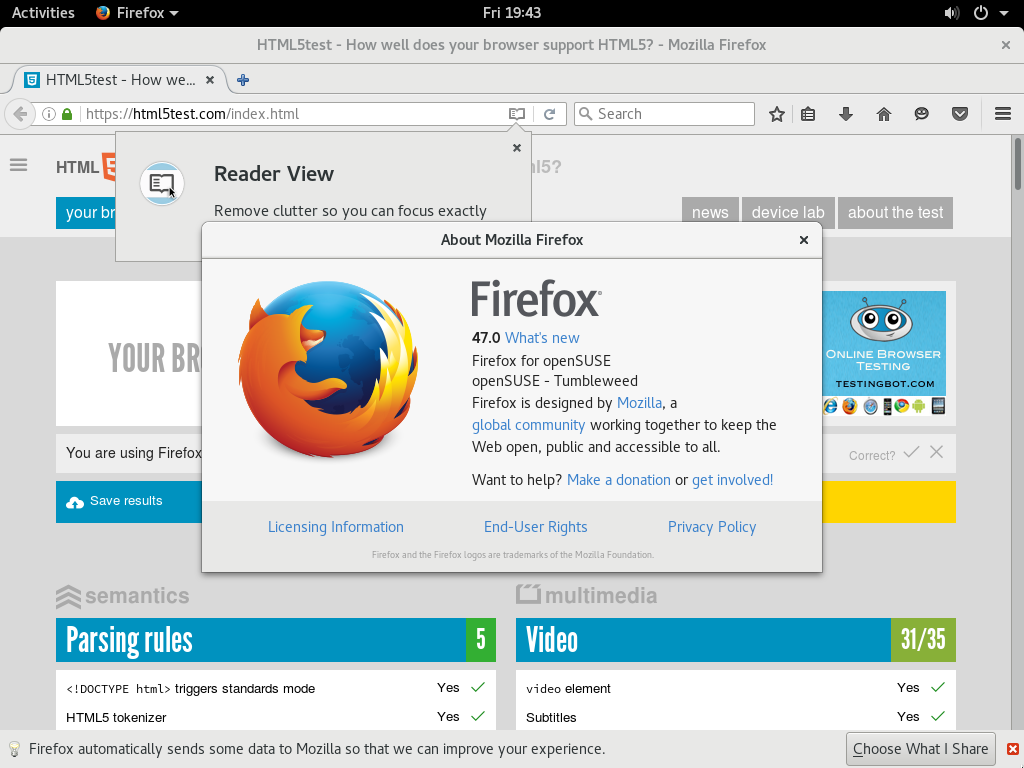 Activities Firefox Fri 19:43
HTML5test - How well does your browser support HTML5? - Mozilla Firefox
HTML5test - How we...
https://html5test.com/index.html Search
HTML ml5?
Reader View
Remove clutter so you can focus exactly
your br news device lab about the test
About Mozilla Firefox
Firefox
47.0 What's new
Firefox for openSUSE
openSUSE - Tumbleweed
Firefox is designed by Mozilla, a
global community working together to keep the
Web open, public and accessible to all.
Want to help? Make a donation or get involved!
Licensing Information End-User Rights Privacy Policy
Firefox and the Firefox logos are trademarks of the Mozilla Foundation.
YOUR BR
ONLINE BROWSER
TESTING
TESTINGBOT.COM
You are using Firefox Correct?
Save results
semantics multimedia
Parsing rules 5 Video 31/35
<!DOCTYPE html> triggers standards mode Yes video element Yes
HTML5 tokenizer Yes Subtitles Yes
Firefox automatically sends some data to Mozilla so that we can improve your experience. Choose What I Share